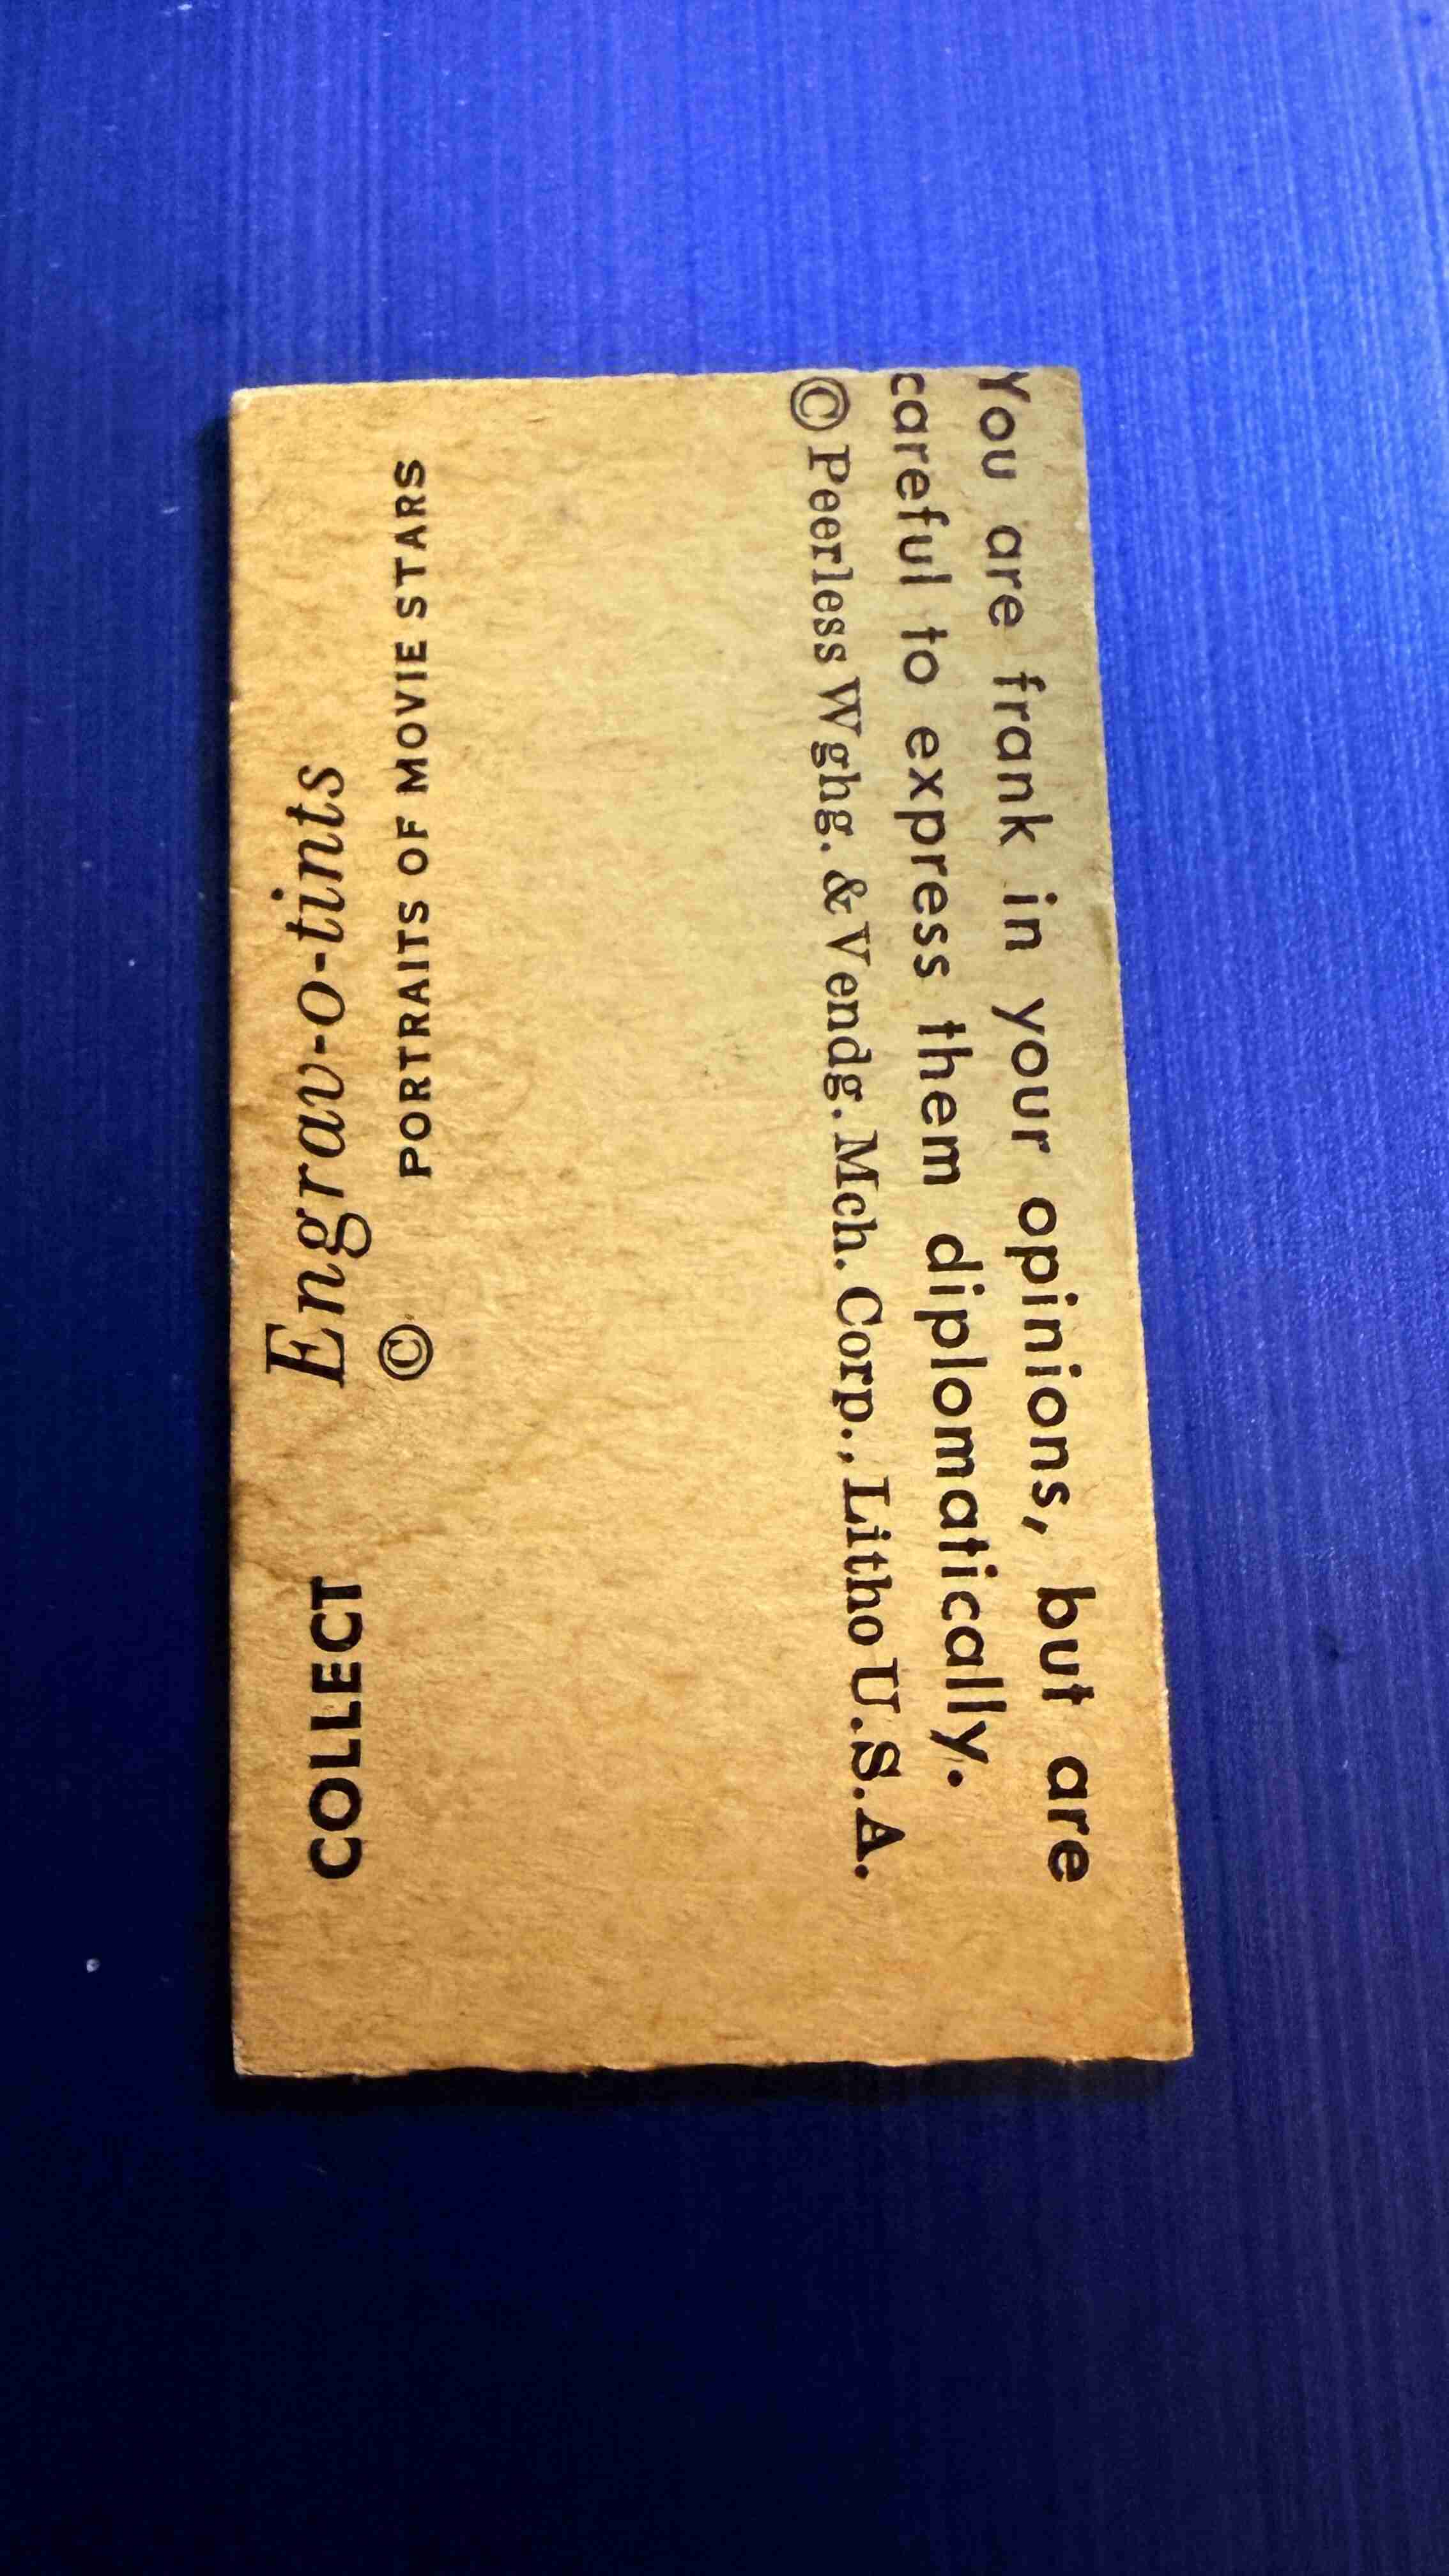 You are frank in your opinions, but are
careful to express them diplomatically.
© Peerless Wghg. & Vendg. Mch. Corp., Litho U.S.A.
COLLECT Engrav-o-tints
© PORTRAITS OF MOVIE STARS